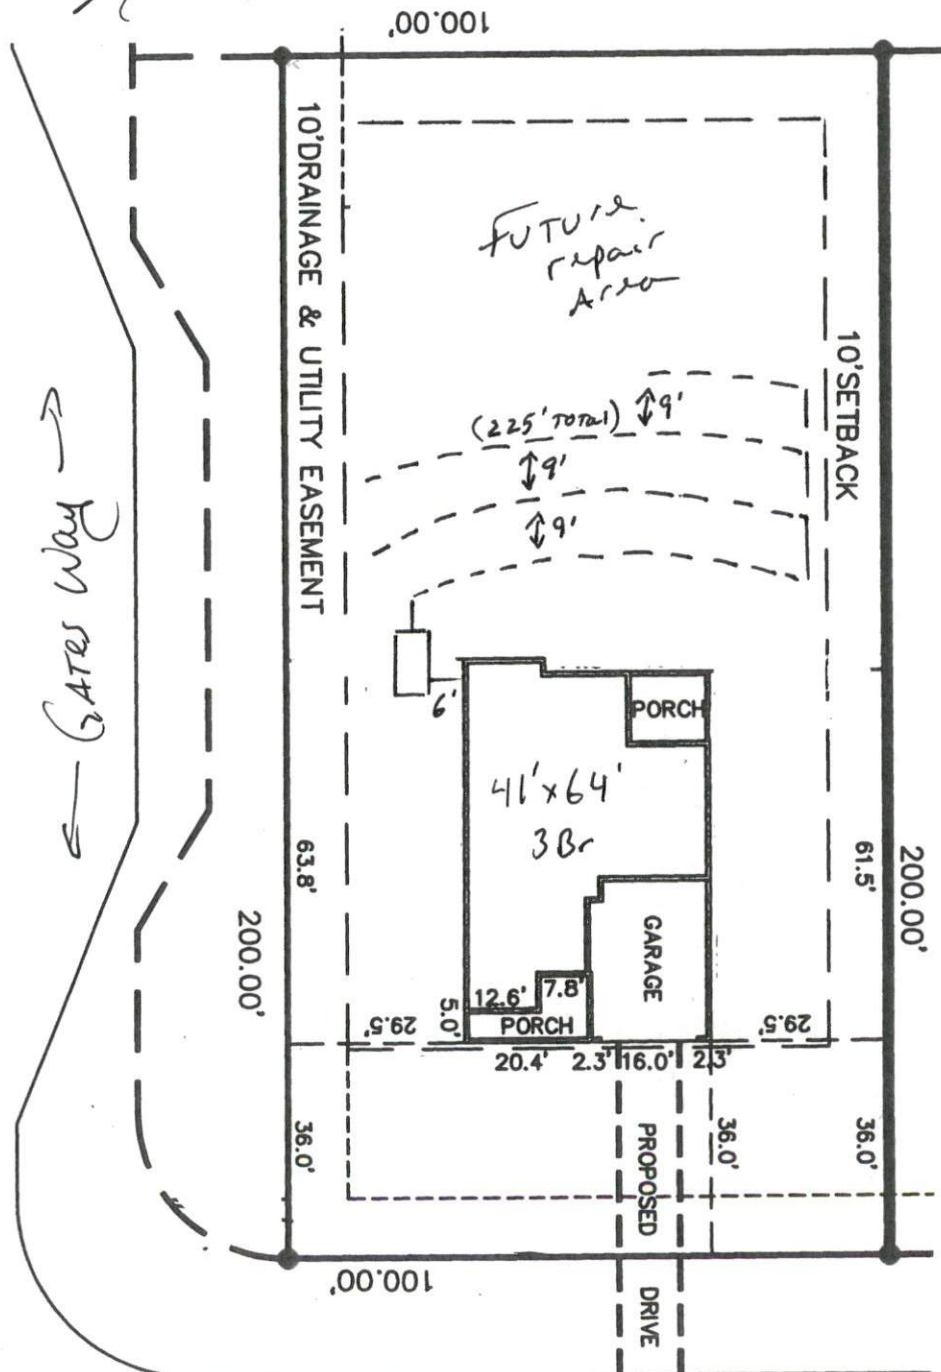 100.00'
10'DRAINAGE & UTILITY EASEMENT
FUTURE
repair
Area
10'SETBACK
(225' TOTAL)
9'
9'
9'
← GATES WAY →
6'
PORCH
41'x64'
3 Br
63.8'
61.5'
200.00'
200.00'
GARAGE
12.6'
7.8'
5.0'
PORCH
29.5'
29.5'
20.4'
2.3'
16.0'
2.3'
36.0'
36.0'
36.0'
PROPOSED DRIVE
100.00'